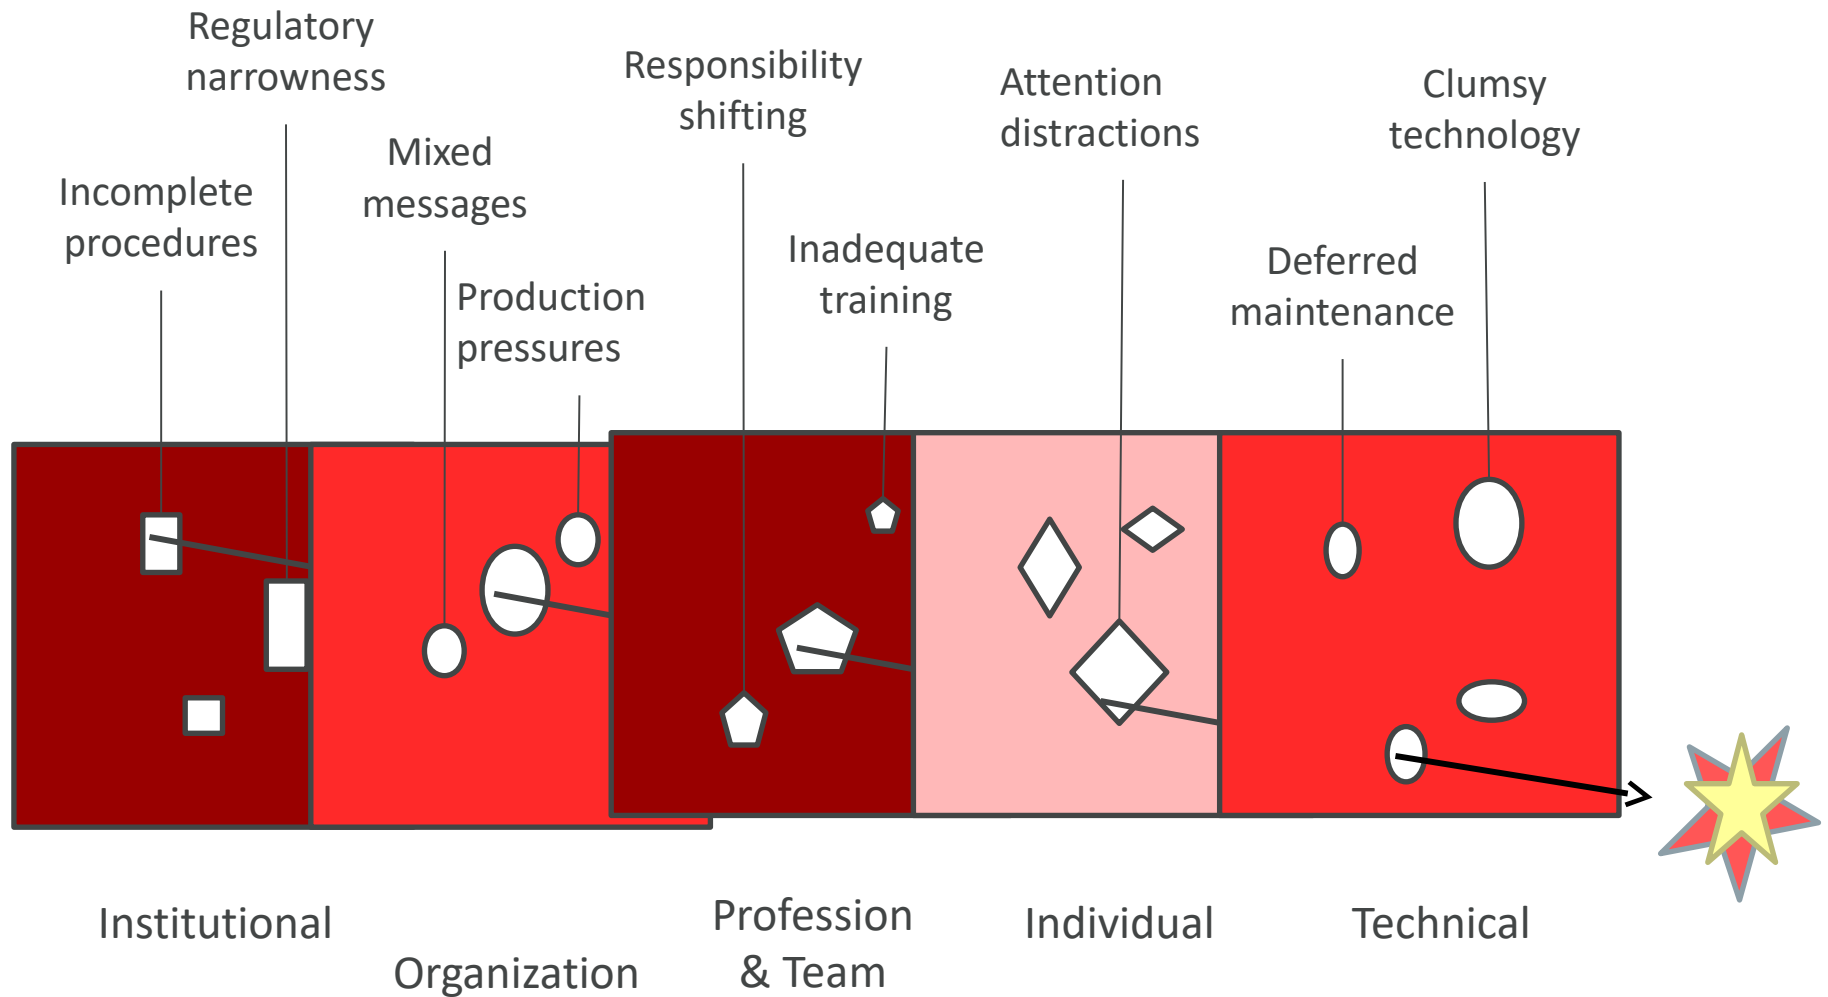 Regulatory
narrowness
Incomplete
procedures
Mixed
messages
Production
pressures
Responsibility
shifting
Inadequate
training
Attention
distractions
Deferred
maintenance
Clumsy
technology
Institutional
Organization
Profession
& Team
Individual
Technical